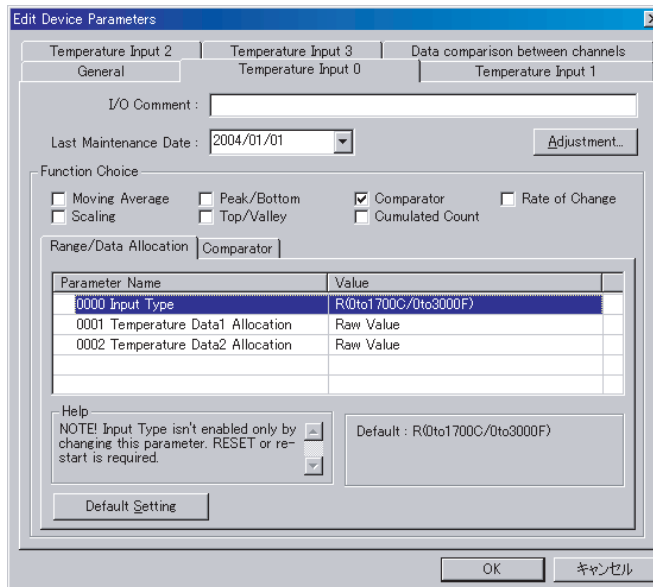 Edit Device Parameters
Temperature Input 2 Temperature Input 3 Data comparison between channels
General Temperature Input 0 Temperature Input 1
I/O Comment :
Last Maintenance Date : 2004/01/01 Adjustment...
Function Choice
Moving Average Peak/Bottom Comparator Rate of Change
Scaling Top/Valley Cumulated Count
Range/Data Allocation Comparator
Parameter Name Value
0000 Input Type R(0to1700C/0to3000F)
0001 Temperature Data1 Allocation Raw Value
0002 Temperature Data2 Allocation Raw Value
Help
NOTE! Input Type isn't enabled only by
changing this parameter. RESET or re-
start is required.
Default : R(0to1700C/0to3000F)
Default Setting
OK キャンセル